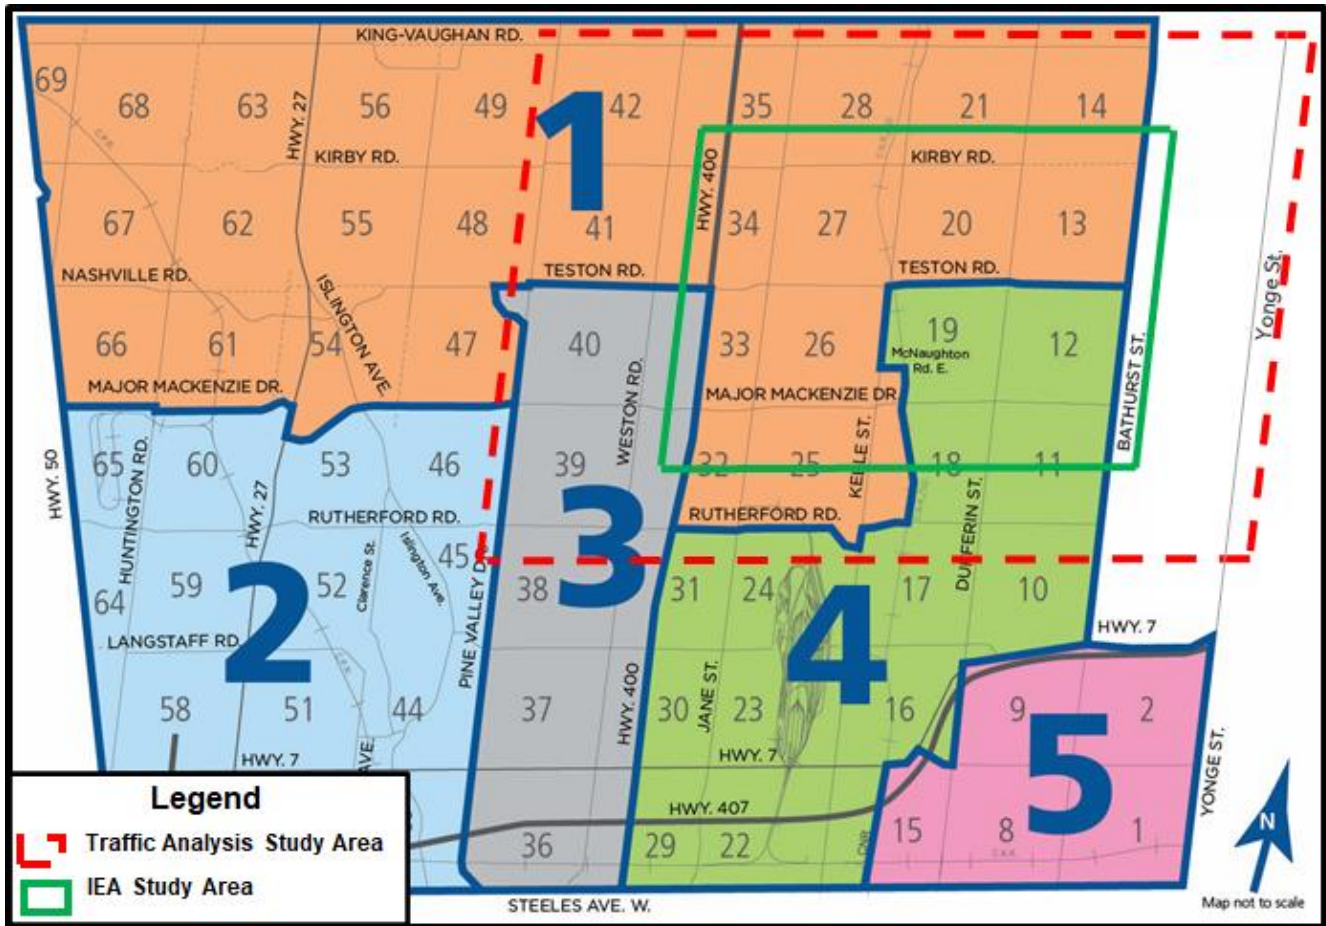 KING-VAUGHAN RD.
69
68
63
HWY. 27
56
49
1
42
35
28
21
14
C.P.R.
KIRBY RD.
HWY. 400
KIRBY RD.
67
62
55
48
41
34
27
20
13
NASHVILLE RD.
ISLINGTON AVE.
TESTON RD.
TESTON RD.
Yonge St.
66
61
54
47
40
33
26
19
McNaughton
Rd. E.
12
BATHURST ST.
MAJOR MACKENZIE DR.
WESTON RD.
MAJOR MACKENZIE DR.
HWY. 50
65
HUNTINGTON RD.
60
HWY. 27
53
46
39
32
25
KEELE ST.
18
11
RUTHERFORD RD.
3
RUTHERFORD RD.
DUFFERIN ST.
64
59
2
52
Clarence St.
Islington Ave.
45
PINE VALLEY DR.
38
31
24
4
17
10
HWY. 7
LANGSTAFF RD.
C.P.R.
58
51
44
37
HWY. 400
30
JANE ST.
23
16
9
5
2
YONGE ST.
HWY. 7
AVE.
HWY. 7
HWY. 407
36
29
22
CNR
15
8
1
N
STEELES AVE. W.
Map not to scale
Legend
Traffic Analysis Study Area
IEA Study Area